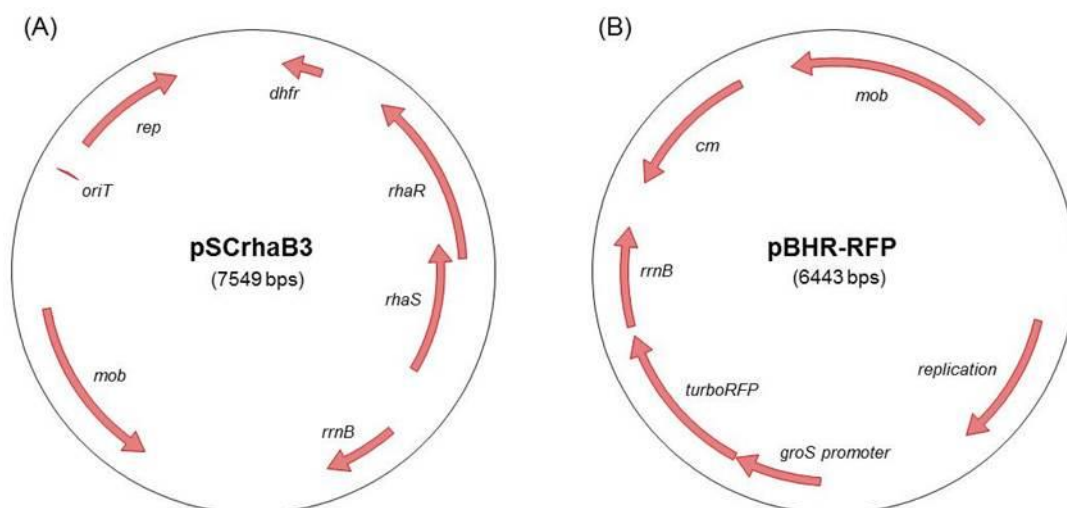 (A)
dhfr
rep
oriT
rhaR
pSCrhaB3
(7549 bps)
rhaS
mob
rrnB
(B)
mob
cm
pBHR-RFP
(6443 bps)
rrnB
replication
turboRFP
groS promoter